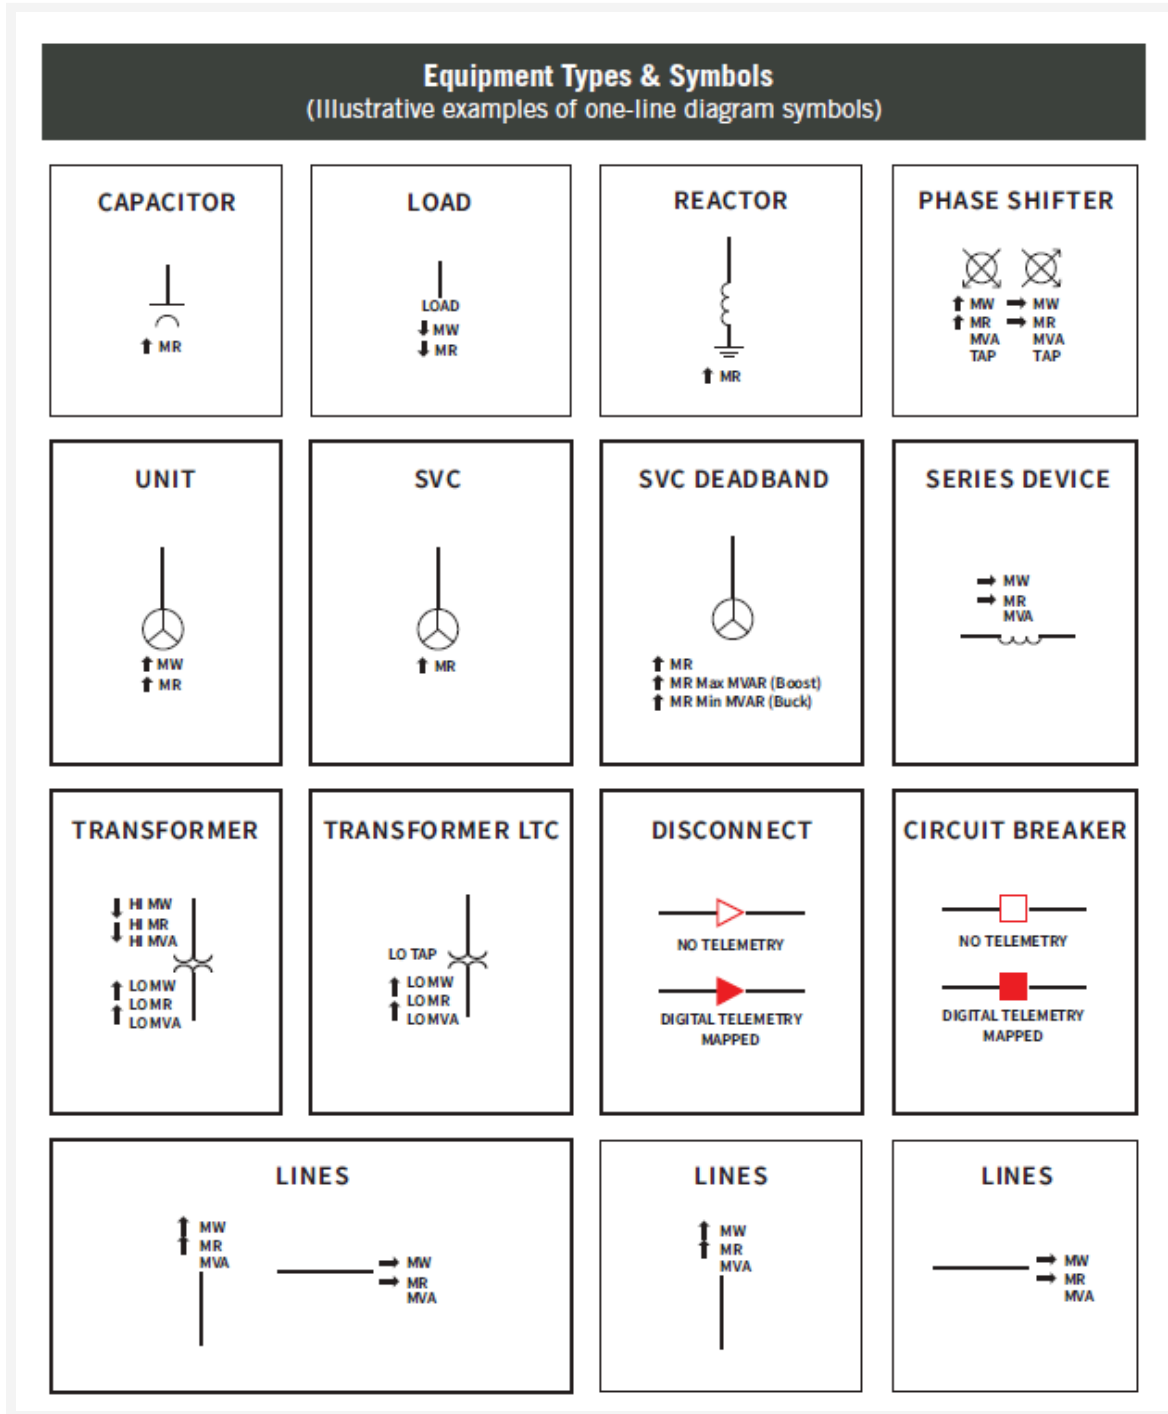 Equipment Types & Symbols
(Illustrative examples of one-line diagram symbols)
CAPACITOR
MR
LOAD
LOAD
MW
MR
REACTOR
MR
PHASE SHIFTER
MW MW
MR MR
MVA MVA
TAP TAP
UNIT
MW
MR
SVC
MR
SVC DEADBAND
MR
MR Max MVAR (Boost)
MR Min MVAR (Buck)
SERIES DEVICE
MW
MR
MVA
TRANSFORMER
HI MW
HI MR
HI MVA
LO MW
LO MR
LO MVA
TRANSFORMER LTC
LO TAP
LO MW
LO MR
LO MVA
DISCONNECT
NO TELEMETRY
DIGITAL TELEMETRY
MAPPED
CIRCUIT BREAKER
NO TELEMETRY
DIGITAL TELEMETRY
MAPPED
LINES
MW
MR
MVA
MW
MR
MVA
LINES
MW
MR
MVA
LINES
MW
MR
MVA